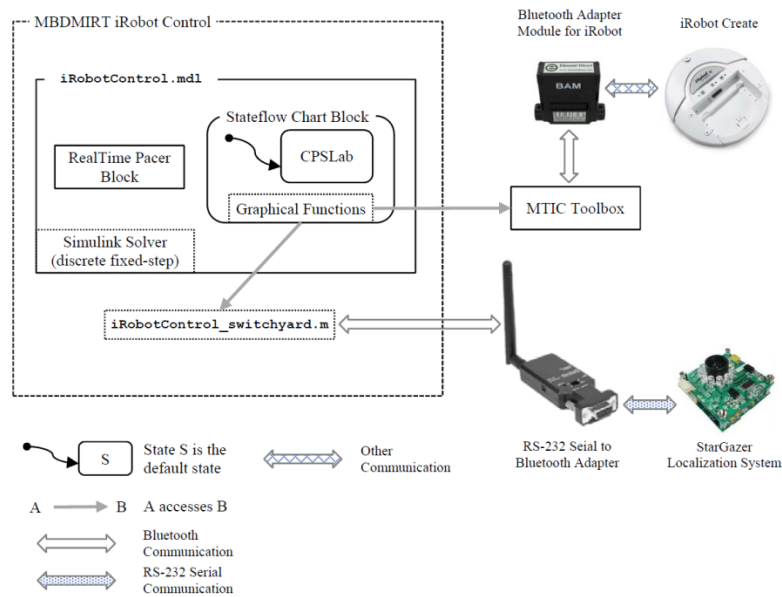 MBDMIRT iRobot Control
Bluetooth Adapter
Module for iRobot
iRobot Create
iRobotControl.mdl
Stateflow Chart Block
BAM
RealTime Pacer
Block
CPSLab
Graphical Functions
MTIC Toolbox
Simulink Solver
(discrete fixed-step)
iRobotControl_switchyard.m
S
State S is the
default state
Other
Communication
RS-232 Seial to
Bluetooth Adapter
StarGazer
Localization System
A
B
A accesses B
Bluetooth
Communication
RS-232 Serial
Communication